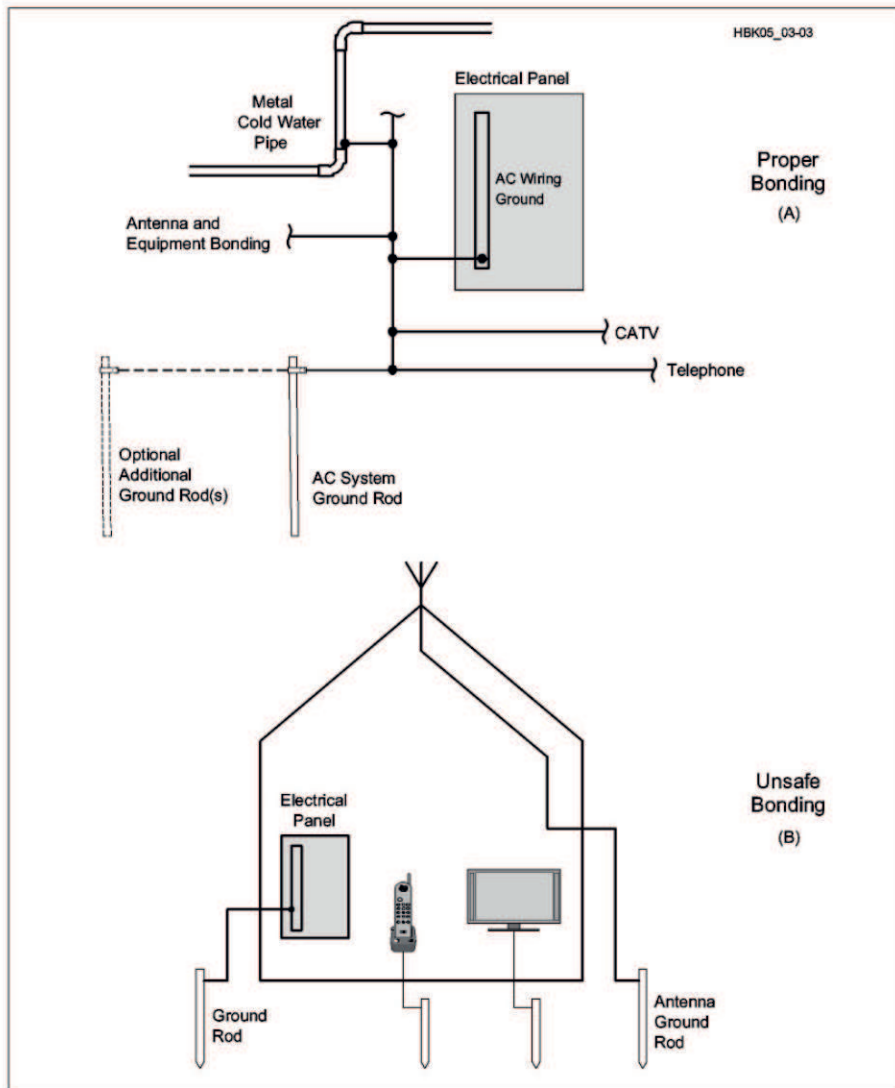 HBK05_03-03
Electrical Panel
Metal
Cold Water
Pipe
AC Wiring
Ground
Proper
Bonding
(A)
Antenna and
Equipment Bonding
CATV
Telephone
Optional
Additional
Ground Rod(s)
AC System
Ground Rod
Electrical
Panel
Unsafe
Bonding
(B)
Ground
Rod
Antenna
Ground
Rod